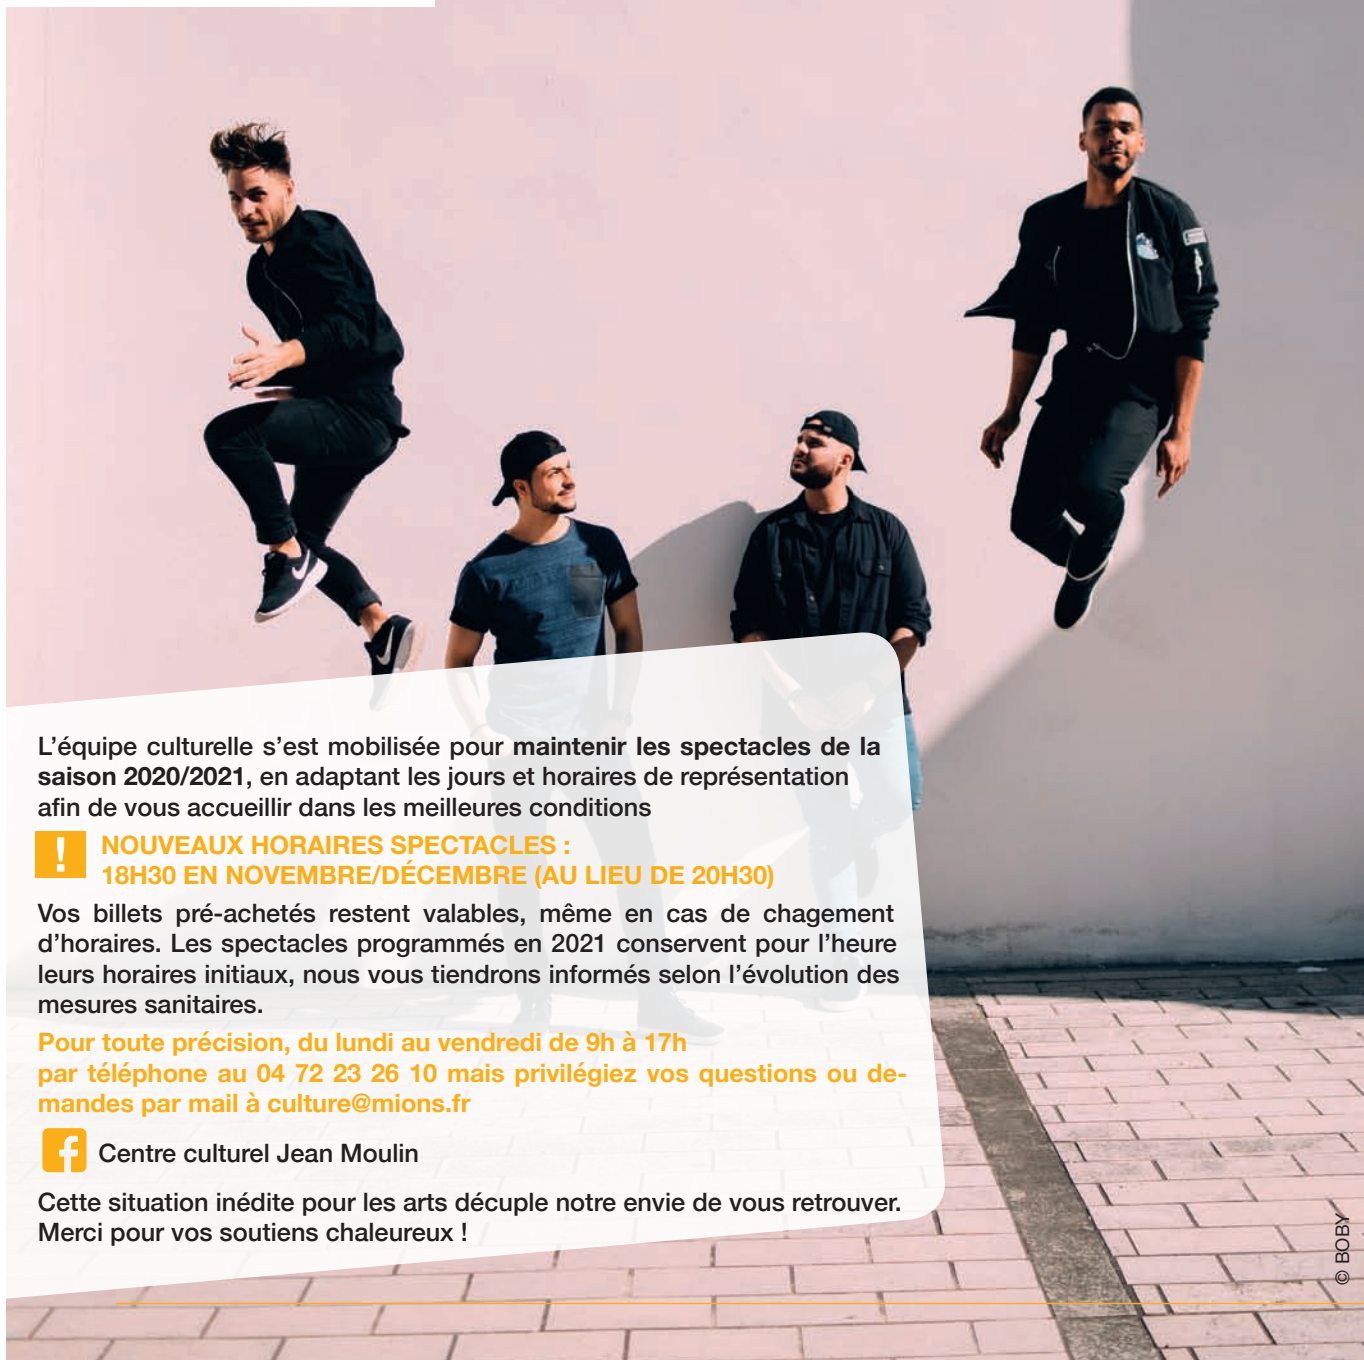 L’équipe culturelle s’est mobilisée pour maintenir les spectacles de la
saison 2020/2021, en adaptant les jours et horaires de représentation
afin de vous accueillir dans les meilleures conditions
! NOUVEAUX HORAIRES SPECTACLES :
18H30 EN NOVEMBRE/DÉCEMBRE (AU LIEU DE 20H30)
Vos billets pré-achetés restent valables, même en cas de chagement
d’horaires. Les spectacles programmés en 2021 conservent pour l’heure
leurs horaires initiaux, nous vous tiendrons informés selon l’évolution des
mesures sanitaires.
Pour toute précision, du lundi au vendredi de 9h à 17h
par téléphone au 04 72 23 26 10 mais privilégiez vos questions ou de-
mandes par mail à culture@mions.fr
f Centre culturel Jean Moulin
Cette situation inédite pour les arts décuple notre envie de vous retrouver.
Merci pour vos soutiens chaleureux !
© BOBY